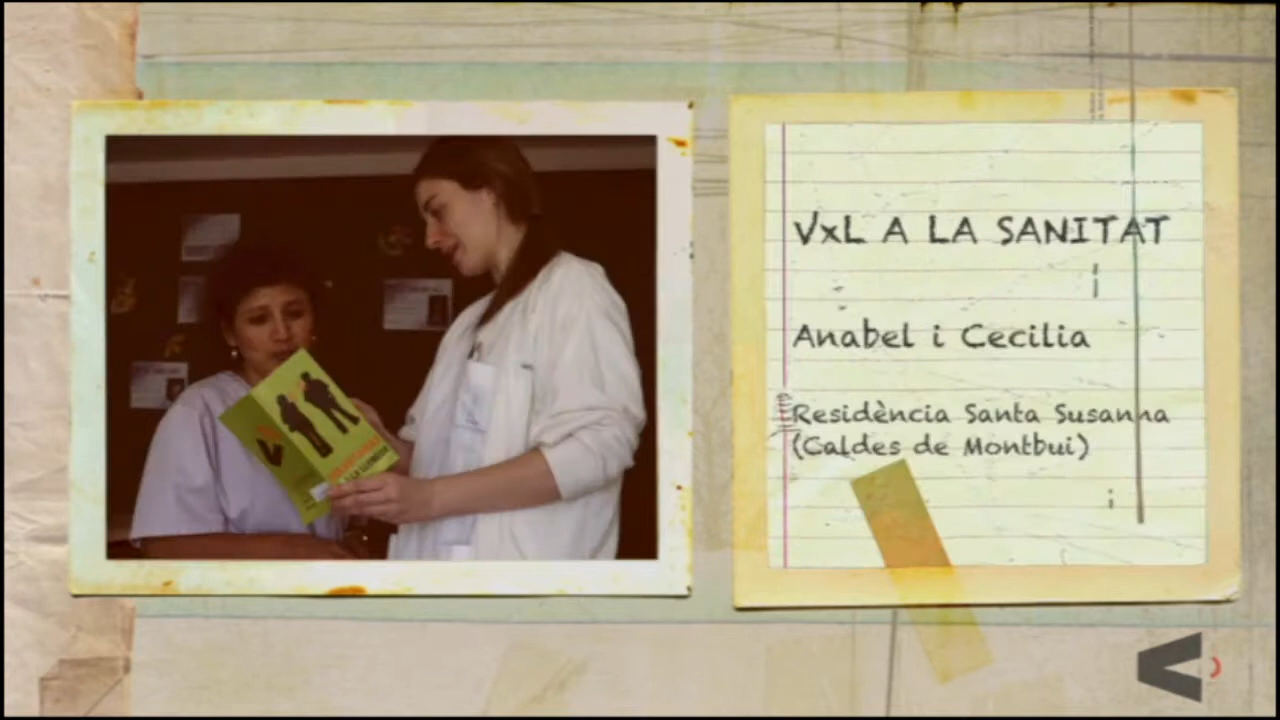 VxL A LA SANITAT
Anabel i Cecilia
Residència Santa Susanna
(Caldes de Montbui)